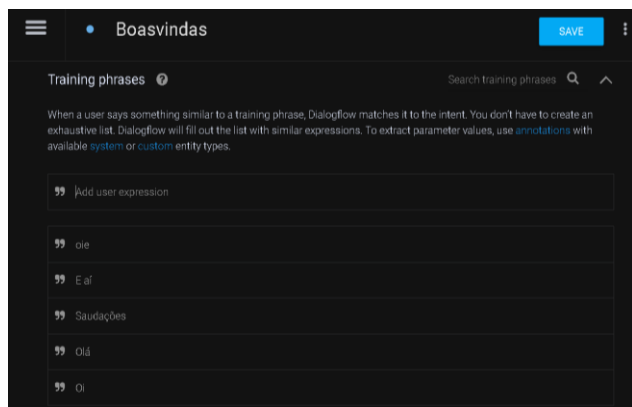 Boasvindas
SAVE
Training phrases
Search training phrases
When a user says something similar to a training phrase, Dialogflow matches it to the intent. You don't have to create an
exhaustive list. Dialogflow will fill out the list with similar expressions. To extract parameter values, use annotations with
available system or custom entity types.
Add user expression
oie
E aí
Saudações
Olá
Oi